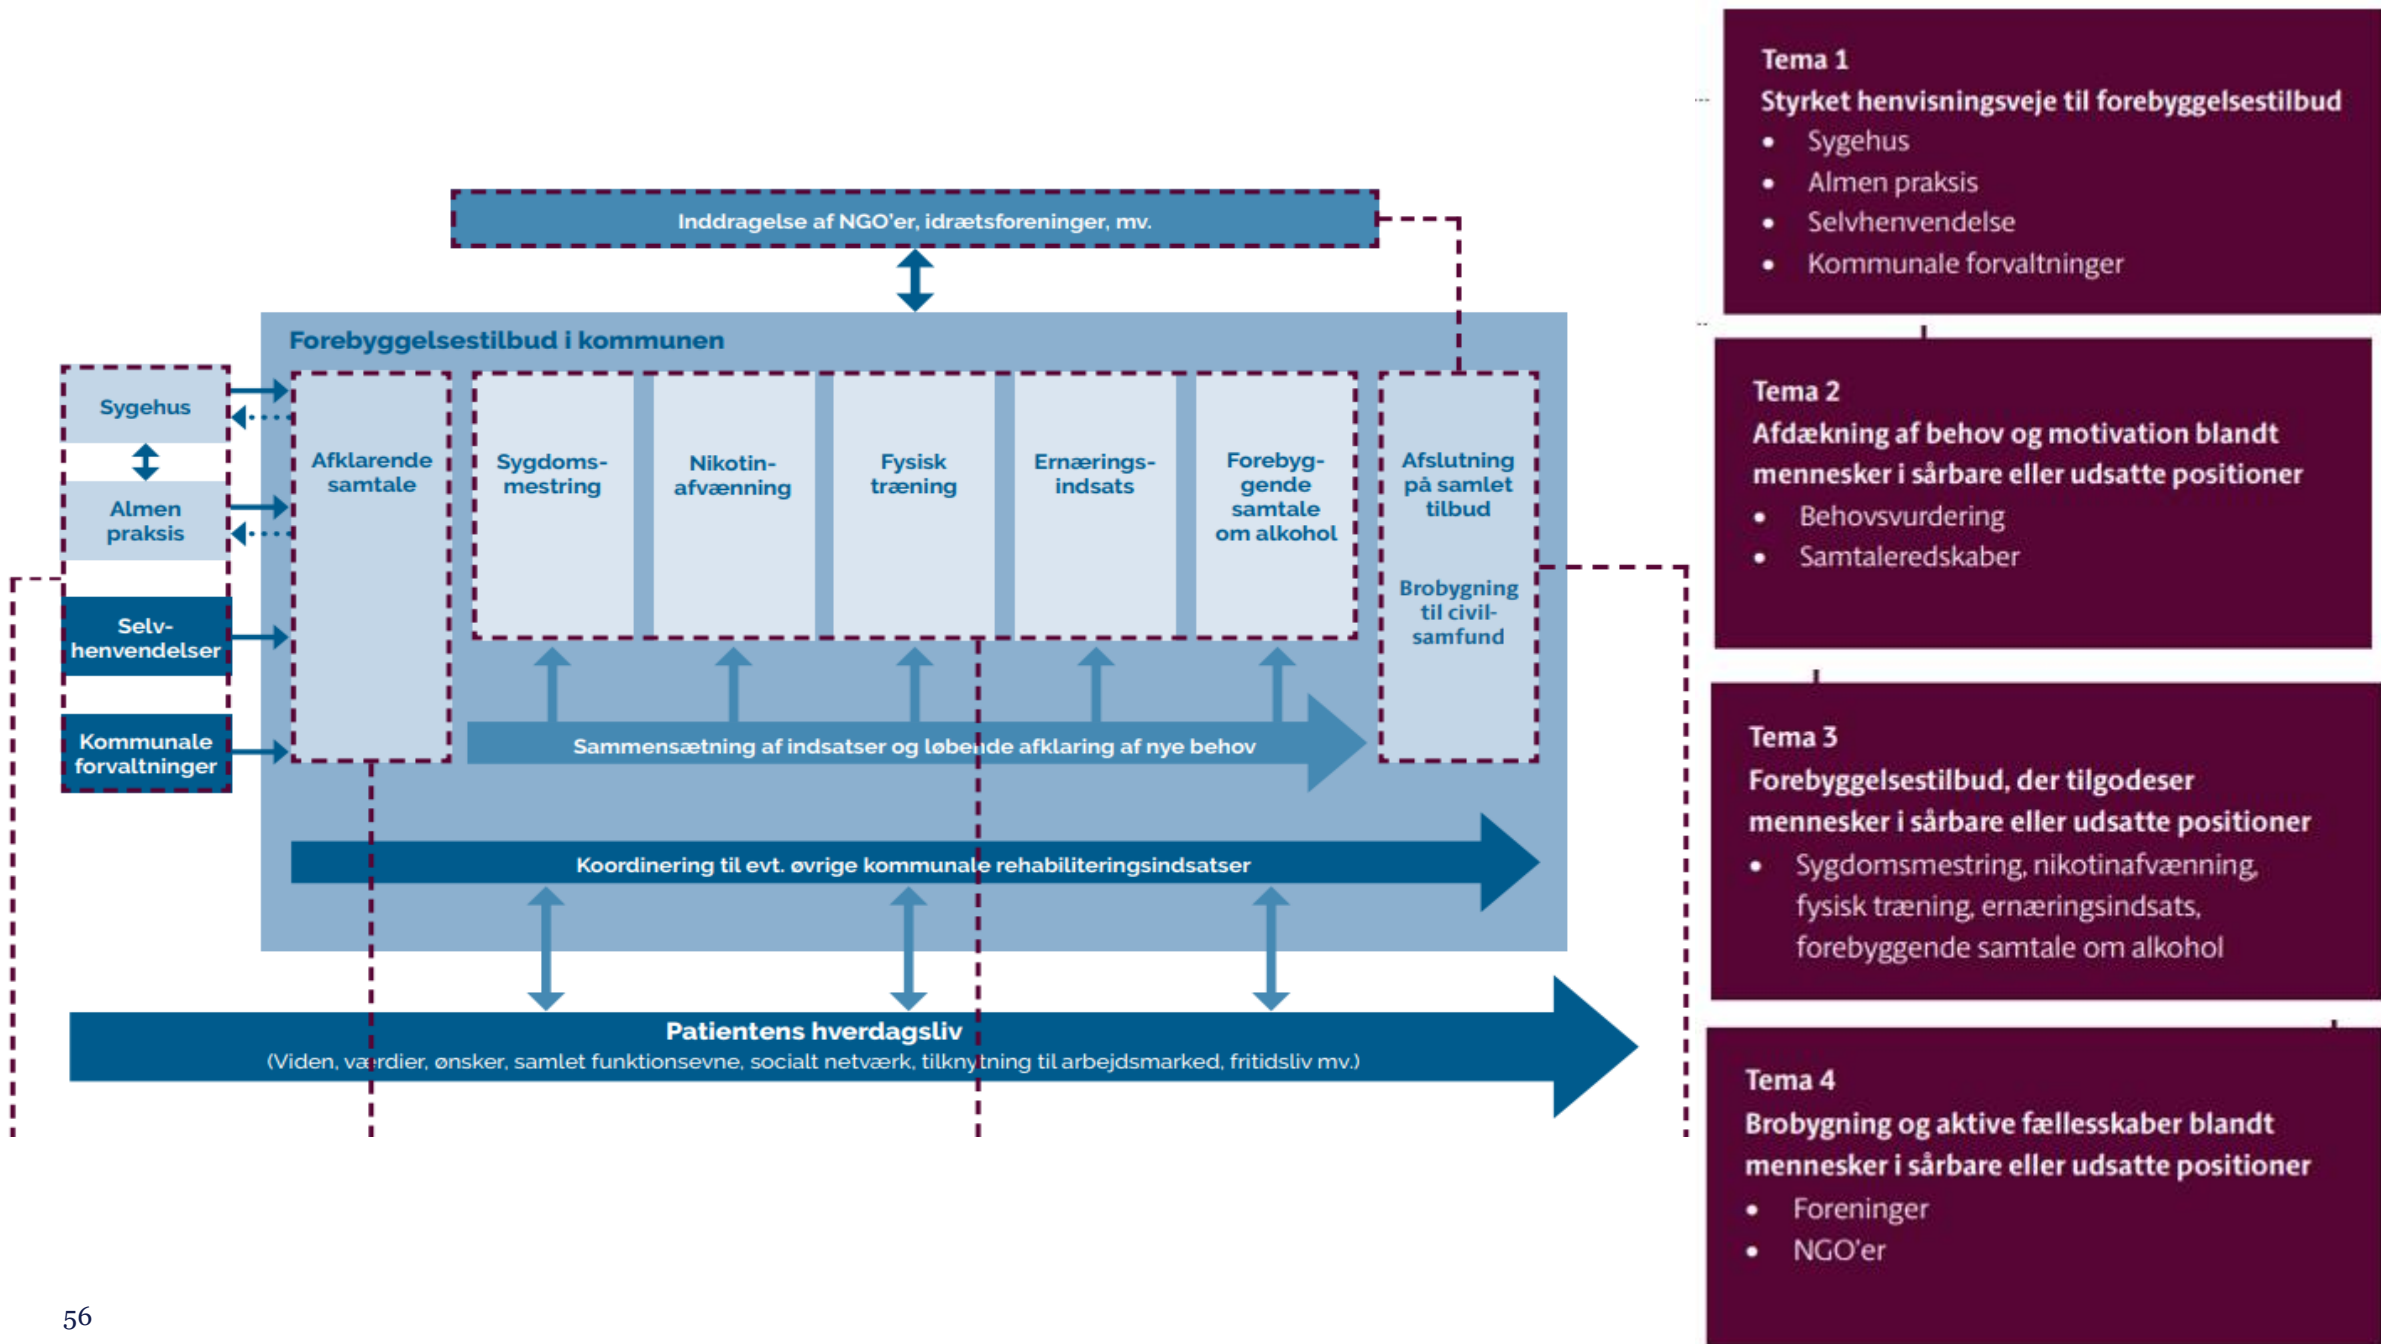 Inddragelse af NGO'er, idrætsforeninger, mv.
Forebyggelsestilbud i kommunen
Sygehus
Almen
praksis
Selv-
henvendelser
Kommunale
forvaltninger
Afklarende
samtale
Sygdoms-
mestring
Nikotin-
afvænning
Fysisk
træning
Ernærings-
indsats
Forebyg-
gende
samtale
om alkohol
Afslutning
på samlet
tilbud
Brobygning
til civil-
samfund
Sammensætning af indsatser og løbende afklaring af nye behov
Koordinering til evt. øvrige kommunale rehabiliteringsindsatser
Patientens hverdagsliv
(Viden, værdier, ønsker, samlet funktionsevne, socialt netværk, tilknytning til arbejdsmarked, fritidsliv mv.)
Tema 1
Styrket henvisningsveje til forebyggelsestilbud
• Sygehus
• Almen praksis
• Selvhenvendelse
• Kommunale forvaltninger
Tema 2
Afdækning af behov og motivation blandt
mennesker i sårbare eller udsatte positioner
• Behovsvurdering
• Samtaleredskaber
Tema 3
Forebyggelsestilbud, der tilgodeser
mennesker i sårbare eller udsatte positioner
• Sygdomsmestring, nikotinafvænning,
fysisk træning, ernæringsindsats,
forebyggende samtale om alkohol
Tema 4
Brobygning og aktive fællesskaber blandt
mennesker i sårbare eller udsatte positioner
• Foreninger
• NGO'er
56